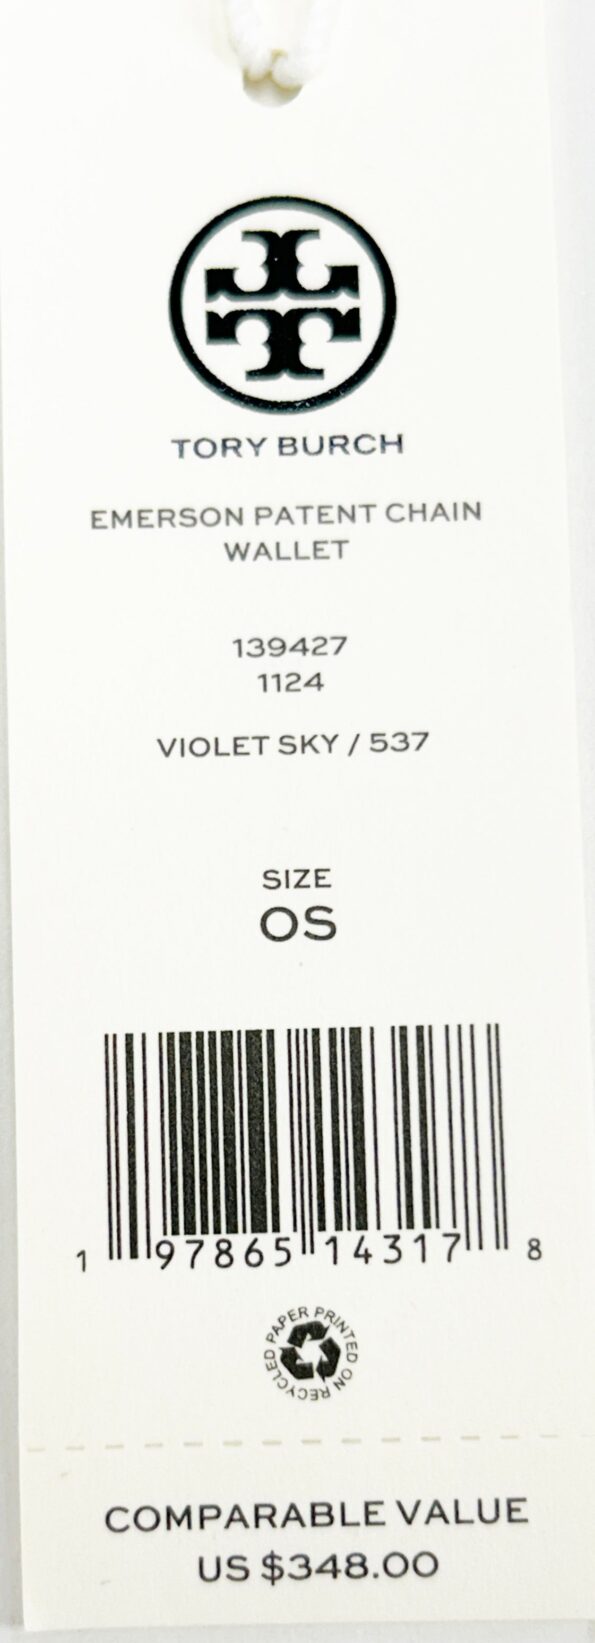 TORY BURCH
EMERSON PATENT CHAIN
WALLET
139427
1124
VIOLET SKY / 537
SIZE
OS
1 97865 14317 8
PAPER PRINTED ON RECYCLED
COMPARABLE VALUE
US $348.00